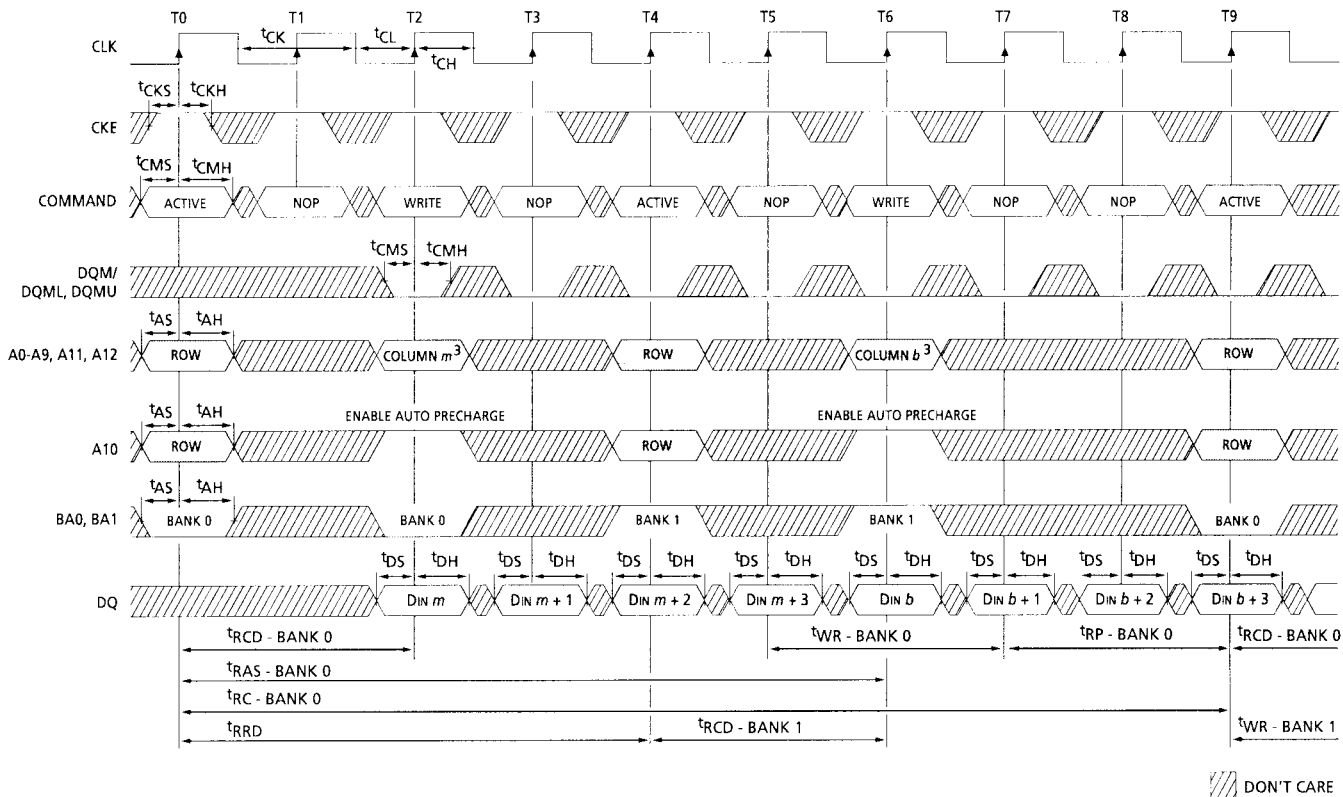 T0 T1 T2 T3 T4 T5 T6 T7 T8 T9
CLK tCK tCL tCH
tCKS tCKH
CKE
tCMS tCMH
COMMAND ACTIVE NOP WRITE NOP ACTIVE NOP WRITE NOP NOP ACTIVE
tCMS tCMH
DQM/
DQML, DQMU
tAS tAH
A0-A9, A11, A12 ROW COLUMN m3 ROW COLUMN b3 ROW
tAS tAH ENABLE AUTO PRECHARGE ENABLE AUTO PRECHARGE
A10 ROW ROW ROW
tAS tAH
BA0, BA1 BANK 0 BANK 0 BANK 1 BANK 1 BANK 0
tDS tDH tDS tDH tDS tDH tDS tDH tDS tDH tDS tDH tDS tDH tDS tDH
DQ DIN m DIN m + 1 DIN m + 2 DIN m + 3 DIN b DIN b + 1 DIN b + 2 DIN b + 3
tRCD - BANK 0 tWR - BANK 0 tRP - BANK 0 tRCD - BANK 0
tRAS - BANK 0
tRC - BANK 0
tRRD tRCD - BANK 1 tWR - BANK 1
DON'T CARE